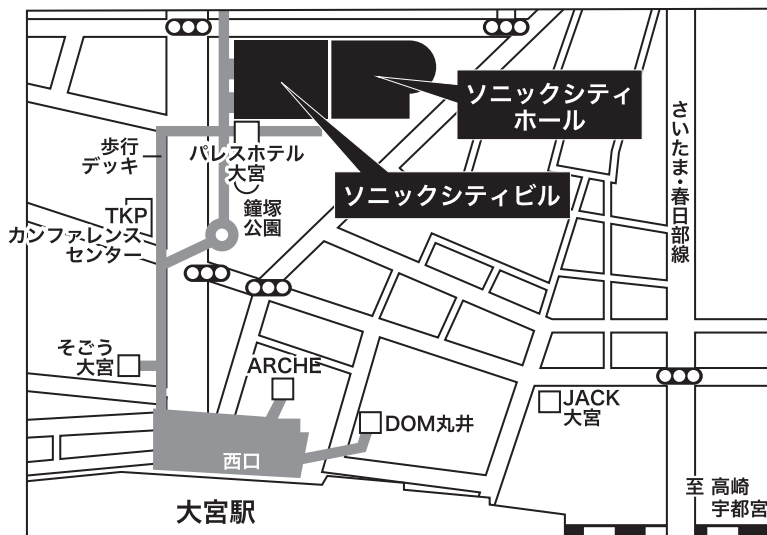 ソニックシティ
ホール
さいたま・春日部線
歩行
デッキ
パレスホテル
大宮
ソニックシティビル
TKP
カンファレンス
センター
鐘塚
公園
そごう
大宮
ARCHE
JACK
大宮
DOM丸井
西口
大宮駅
至 高崎
宇都宮